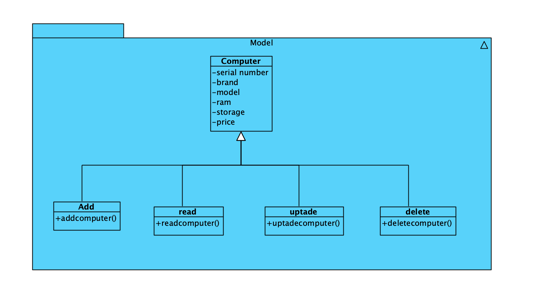 Model
Computer
-serial number
-brand
-model
-ram
-storage
-price
Add
+addcomputer()
read
+readcomputer()
uptade
+uptadecomputer()
delete
+deletecomputer()